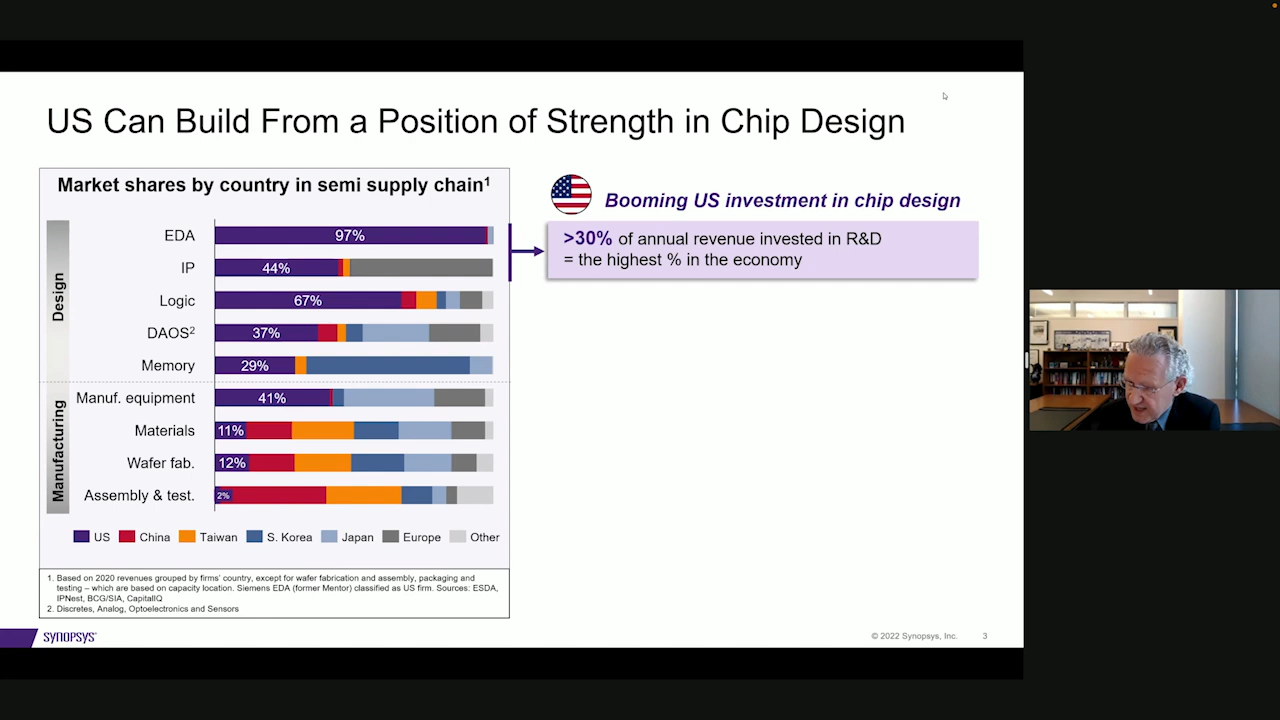 US Can Build From a Position of Strength in Chip Design
Market shares by country in semi supply chain1
Design
EDA 97%
IP 44%
Logic 67%
DAOS2 37%
Memory 29%
Manufacturing
Manuf. equipment 41%
Materials 11%
Wafer fab. 12%
Assembly & test. 2%
US China Taiwan S. Korea Japan Europe Other
1. Based on 2020 revenues grouped by firms' country, except for wafer fabrication and assembly, packaging and
testing – which are based on capacity location. Siemens EDA (former Mentor) classified as US firm. Sources: ESDA,
IPNest, BCG/SIA, CapitalIQ
2. Discretes, Analog, Optoelectronics and Sensors
Booming US investment in chip design
>30% of annual revenue invested in R&D
= the highest % in the economy
SYNOPSYS®
© 2022 Synopsys, Inc. 3